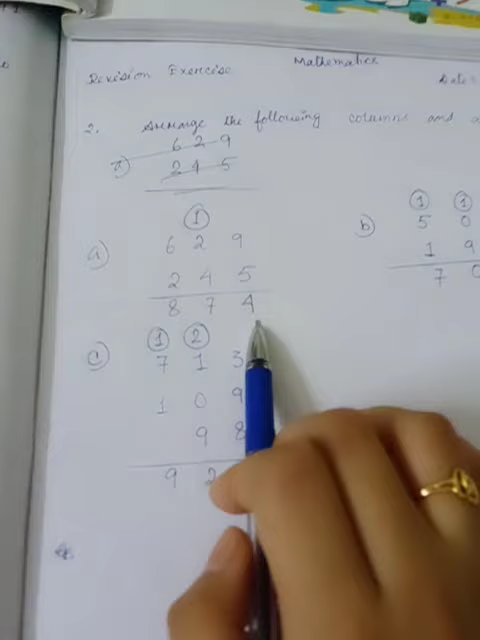 Revision Exercise Mathematics Date:
2. Arrange the following columns and a
6 2 9
a) 2 4 5
1
a) 6 2 9
2 4 5
8 7 4
1 1
b) 5 0
1 9
7 0
1 2
c) 7 1 3
1 0 9
9 8
9 2